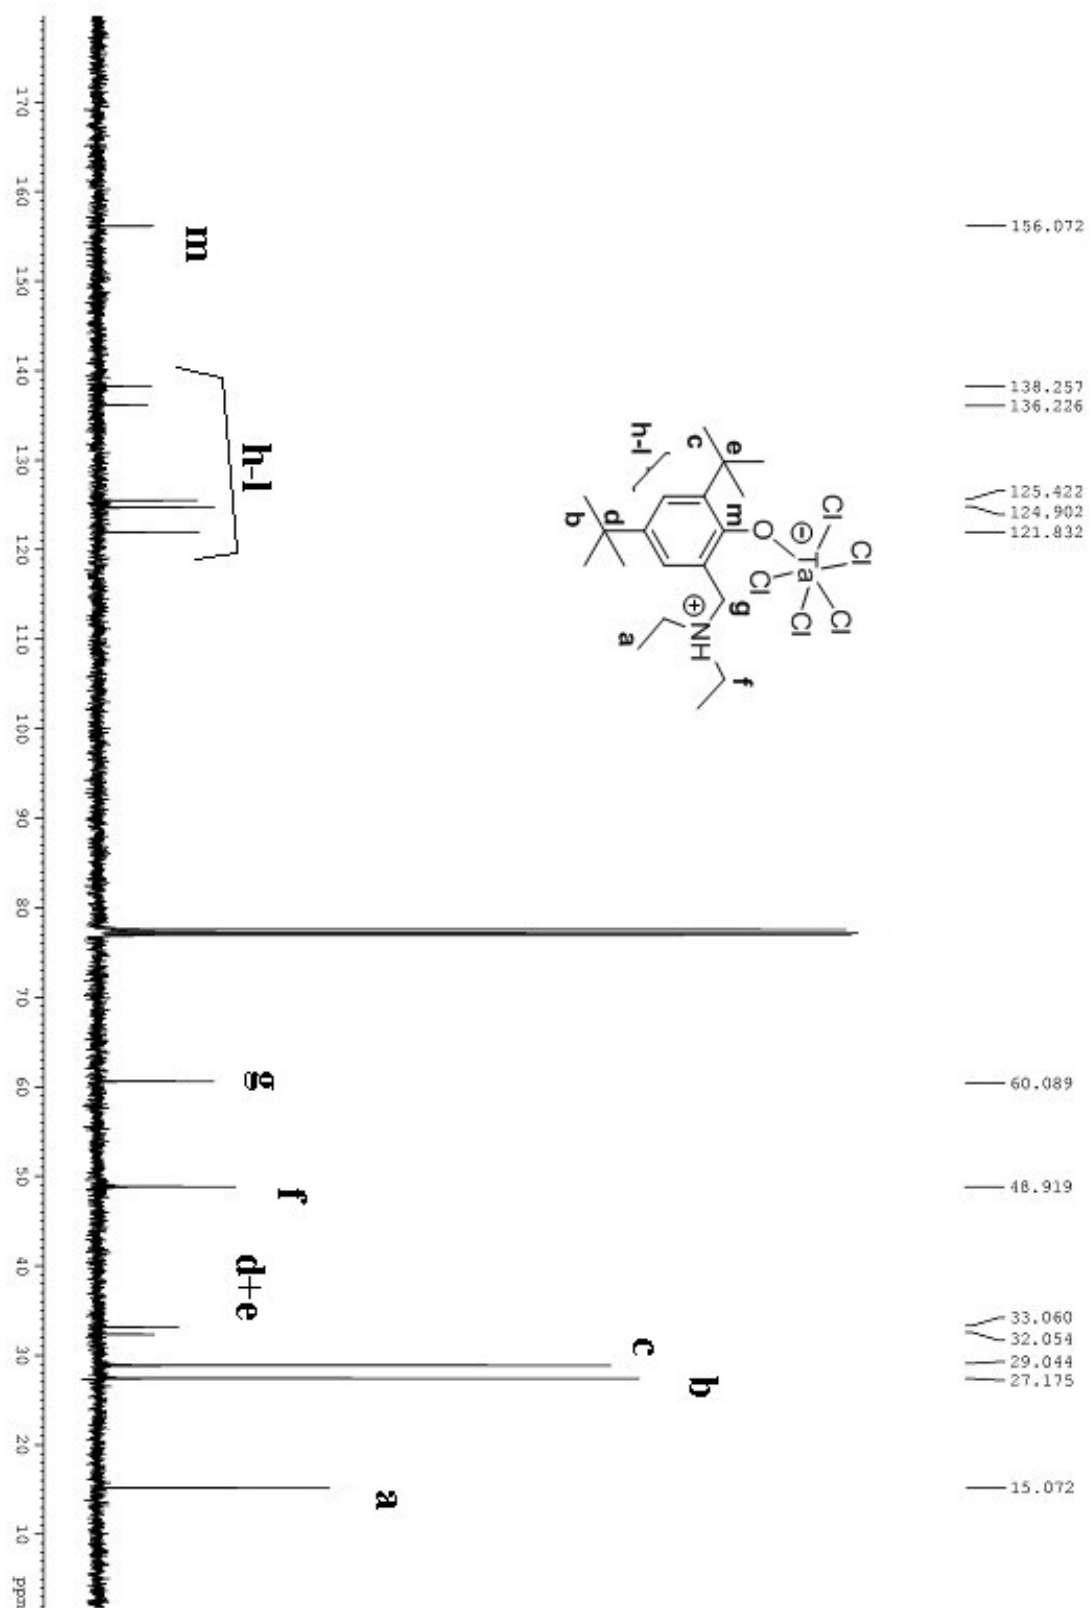 156.072
138.257
136.226
125.422
124.902
121.832
60.089
48.919
33.060
32.054
29.044
27.175
15.072
Cl
Cl
Cl
Cl
Cl
Ta
⊖
O
m
e
c
h-l
d
b
g
⊕
NH
a
f
m
h-l
g
f
d+e
c
b
a
170
160
150
140
130
120
110
100
90
80
70
60
50
40
30
20
10
ppm